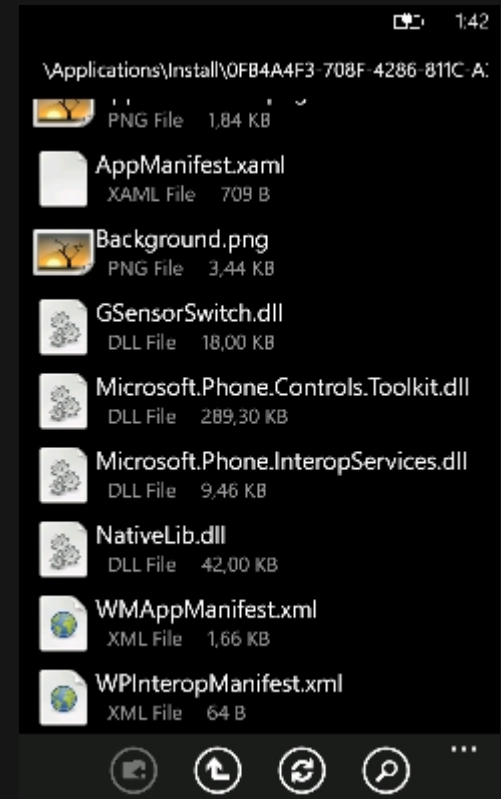 1:42
\Applications\Install\0FB4A4F3-708F-4286-811C-A
PNG File 1,84 KB
AppManifest.xaml
XAML File 709 B
Background.png
PNG File 3,44 KB
GSensorSwitch.dll
DLL File 18,00 KB
Microsoft.Phone.Controls.Toolkit.dll
DLL File 289,30 KB
Microsoft.Phone.InteropServices.dll
DLL File 9,46 KB
NativeLib.dll
DLL File 42,00 KB
WMAppManifest.xml
XML File 1,66 KB
WPInteropManifest.xml
XML File 64 B
...